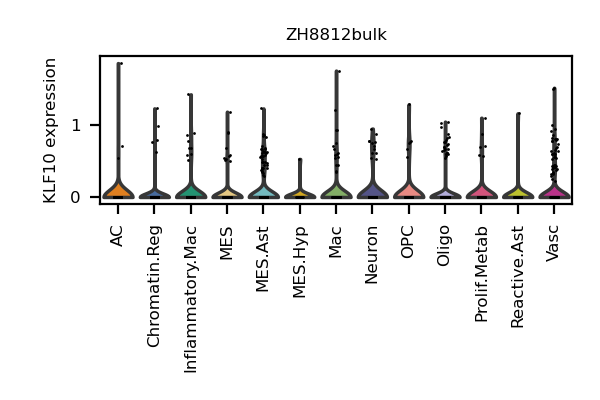 ZH8812bulk
KLF10 expression
1
0
AC
Chromatin.Reg
Inflammatory.Mac
MES
MES.Ast
MES.Hyp
Mac
Neuron
OPC
Oligo
Prolif.Metab
Reactive.Ast
Vasc